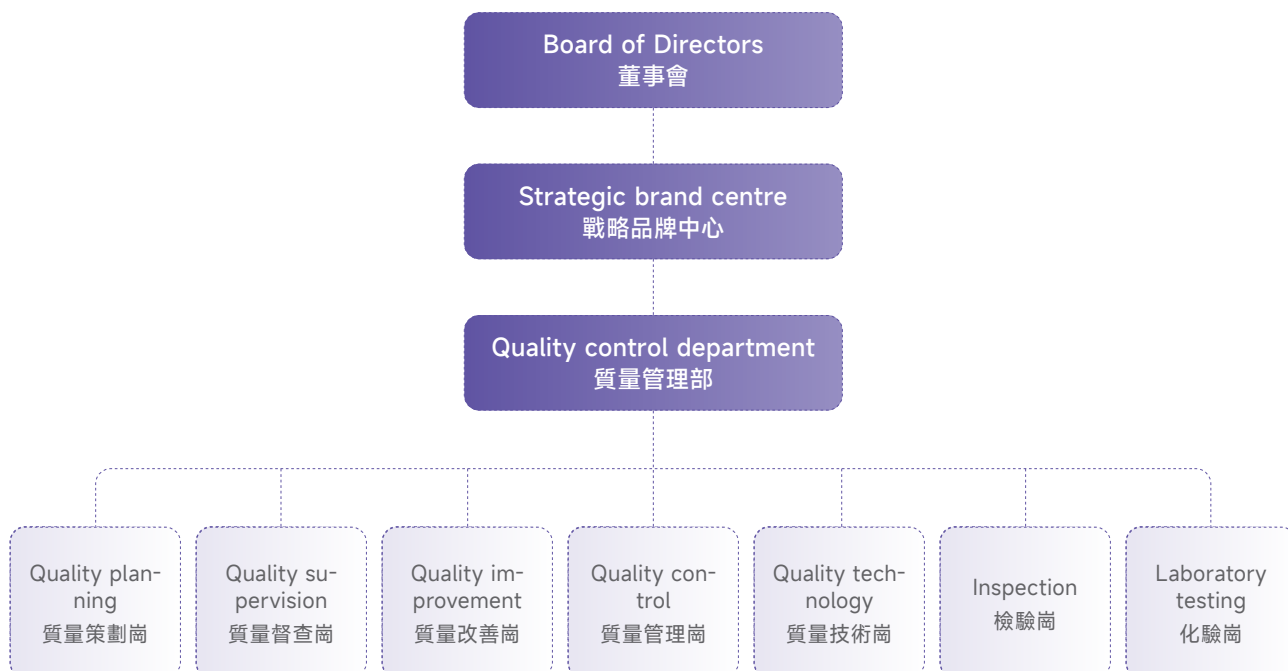 Board of Directors
董事會
Strategic brand centre
戰略品牌中心
Quality control department
質量管理部
Quality plan-
ning
質量策劃崗
Quality su-
pervision
質量督查崗
Quality im-
provement
質量改善崗
Quality con-
trol
質量管理崗
Quality tech-
nology
質量技術崗
Inspection
檢驗崗
Laboratory
testing
化驗崗